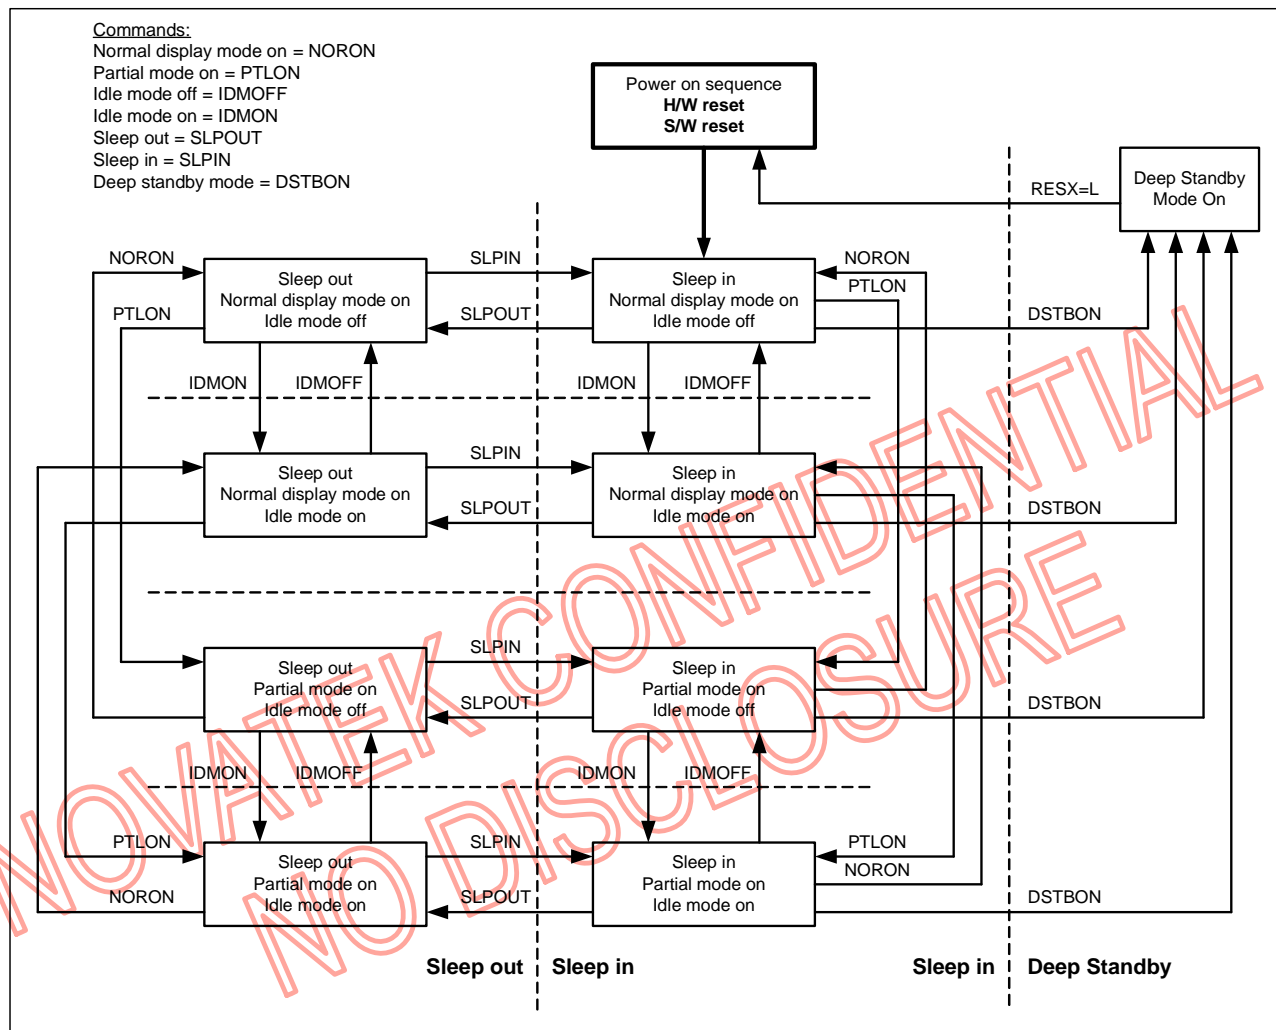 Commands:
Normal display mode on = NORON
Partial mode on = PTLON
Idle mode off = IDMOFF
Idle mode on = IDMON
Sleep out = SLPOUT
Sleep in = SLPIN
Deep standby mode = DSTBON
Power on sequence
H/W reset
S/W reset
Deep Standby
Mode On
RESX=L
NORON
SLPIN
NORON
Sleep out
Normal display mode on
Idle mode off
Sleep in
Normal display mode on
Idle mode off
PTLON
PTLON
SLPOUT
DSTBON
IDMON
IDMOFF
IDMON
IDMOFF
SLPIN
Sleep out
Normal display mode on
Idle mode on
Sleep in
Normal display mode on
Idle mode on
SLPOUT
DSTBON
SLPIN
Sleep out
Partial mode on
Idle mode off
Sleep in
Partial mode on
Idle mode off
SLPOUT
DSTBON
IDMON
IDMOFF
IDMON
IDMOFF
PTLON
SLPIN
PTLON
Sleep out
Partial mode on
Idle mode on
Sleep in
Partial mode on
Idle mode on
NORON
NORON
SLPOUT
DSTBON
Sleep out
Sleep in
Sleep in
Deep Standby
NOVATEK CONFIDENTIAL
NO DISCLOSURE